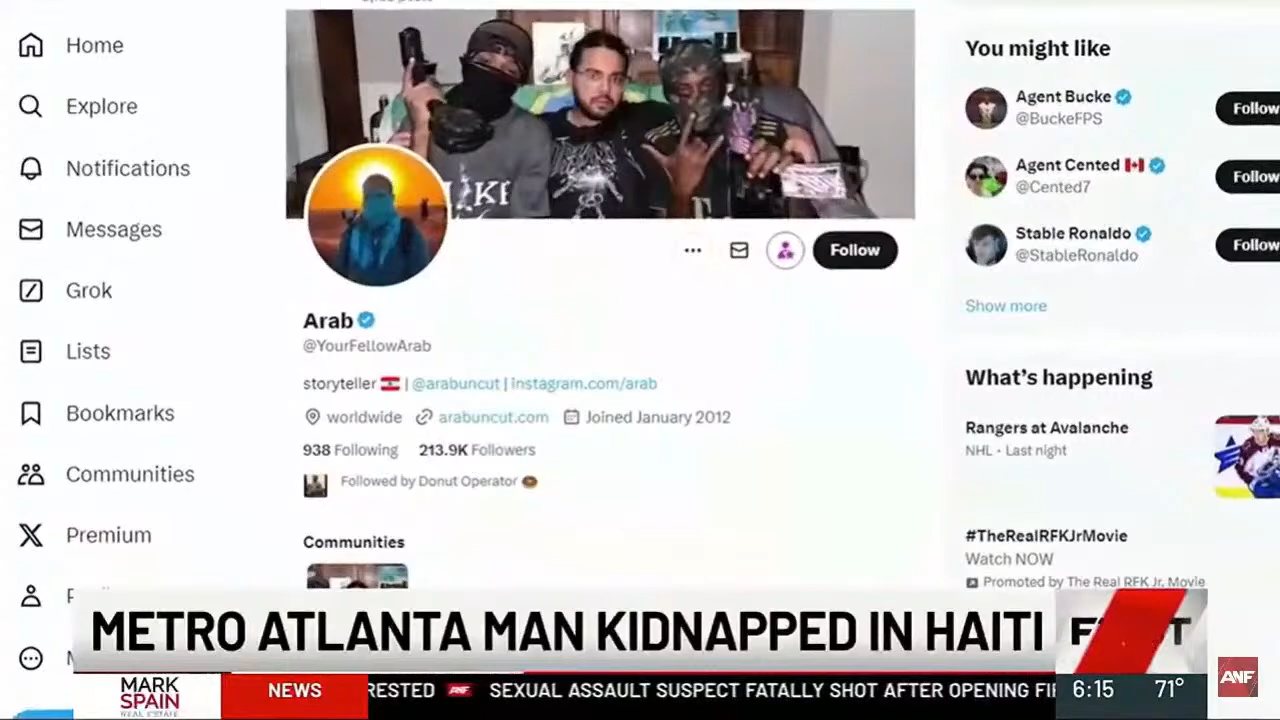 Home
Explore
Notifications
Messages
Grok
Lists
Bookmarks
Communities
Premium
Follow
Arab
@YourFellowArab
storyteller | @arabuncut | instagram.com/arab
worldwide arabuncut.com Joined January 2012
938 Following 213.9K Followers
Followed by Donut Operator
Communities
You might like
Agent Bucke
@BuckeFPS
Follow
Agent Cented
@Cented7
Follow
Stable Ronaldo
@StableRonaldo
Follow
Show more
What's happening
Rangers at Avalanche
NHL · Last night
#TheRealRFKJrMovie
Watch NOW
Promoted by The Real RFK Jr. Movie
METRO ATLANTA MAN KIDNAPPED IN HAITI
MARK
SPAIN
REAL ESTATE
NEWS
RESTED ANF SEXUAL ASSAULT SUSPECT FATALLY SHOT AFTER OPENING FI
6:15 71°
ANF